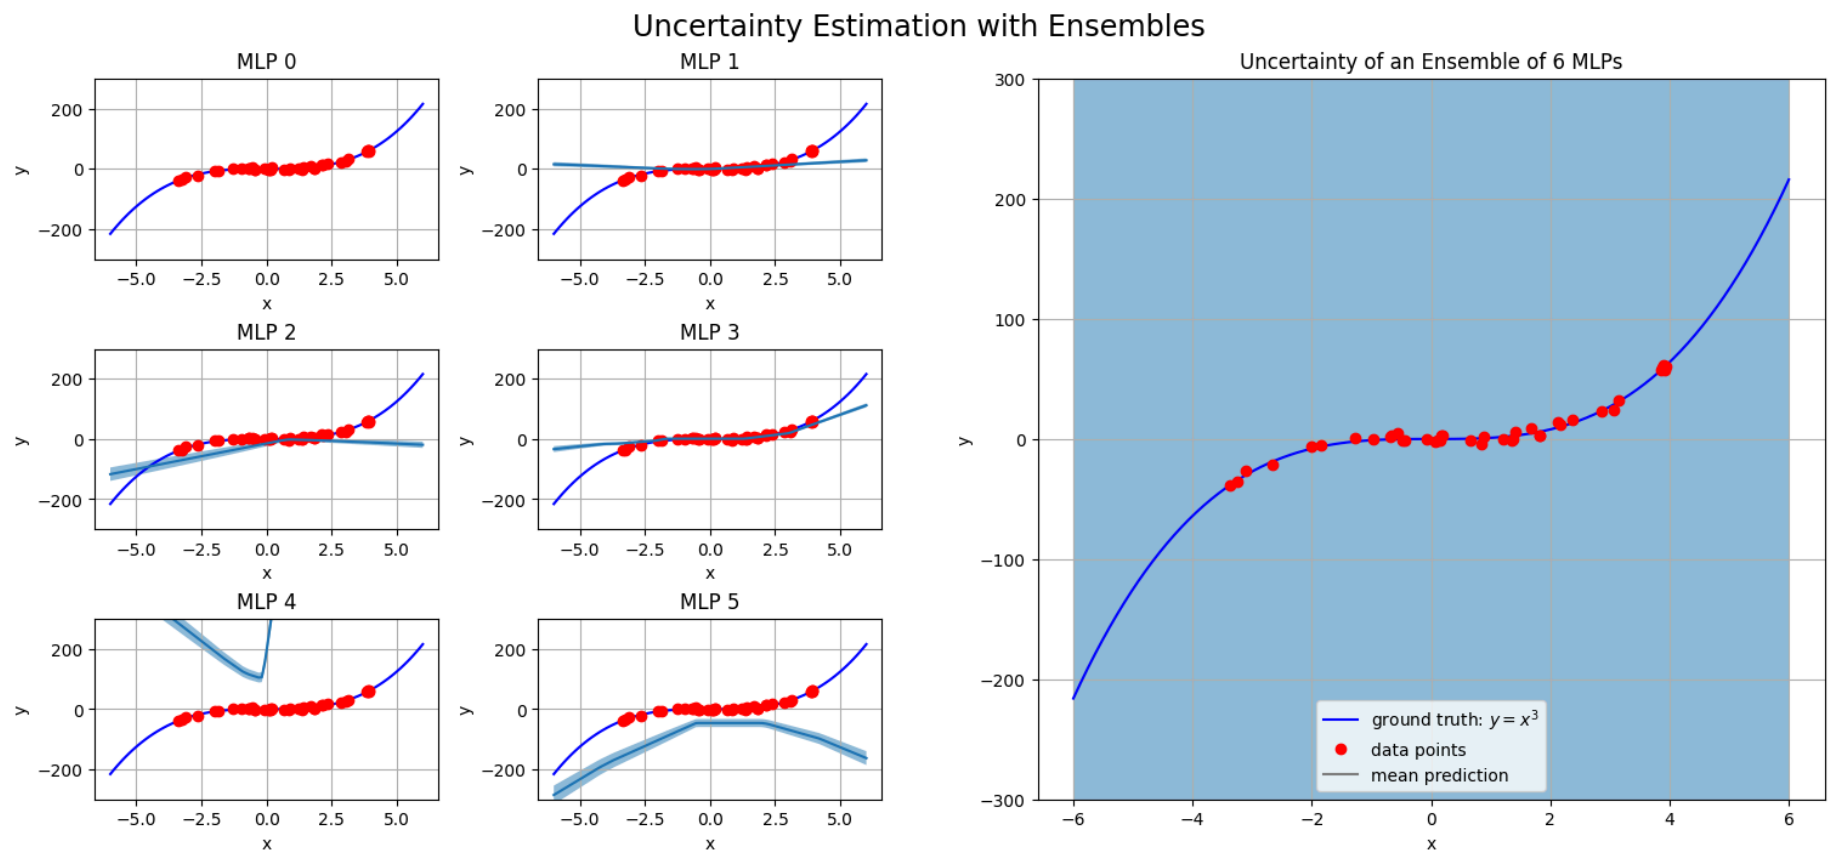 Uncertainty Estimation with Ensembles
MLP 0
200
0
−200
y
−5.0 −2.5 0.0 2.5 5.0
x
MLP 1
200
0
−200
y
−5.0 −2.5 0.0 2.5 5.0
x
MLP 2
200
0
−200
y
−5.0 −2.5 0.0 2.5 5.0
x
MLP 3
200
0
−200
y
−5.0 −2.5 0.0 2.5 5.0
x
MLP 4
200
0
−200
y
−5.0 −2.5 0.0 2.5 5.0
x
MLP 5
200
0
−200
y
−5.0 −2.5 0.0 2.5 5.0
x
Uncertainty of an Ensemble of 6 MLPs
300
200
100
0
−100
−200
−300
y
ground truth: y = x³
data points
mean prediction
−6 −4 −2 0 2 4 6
x